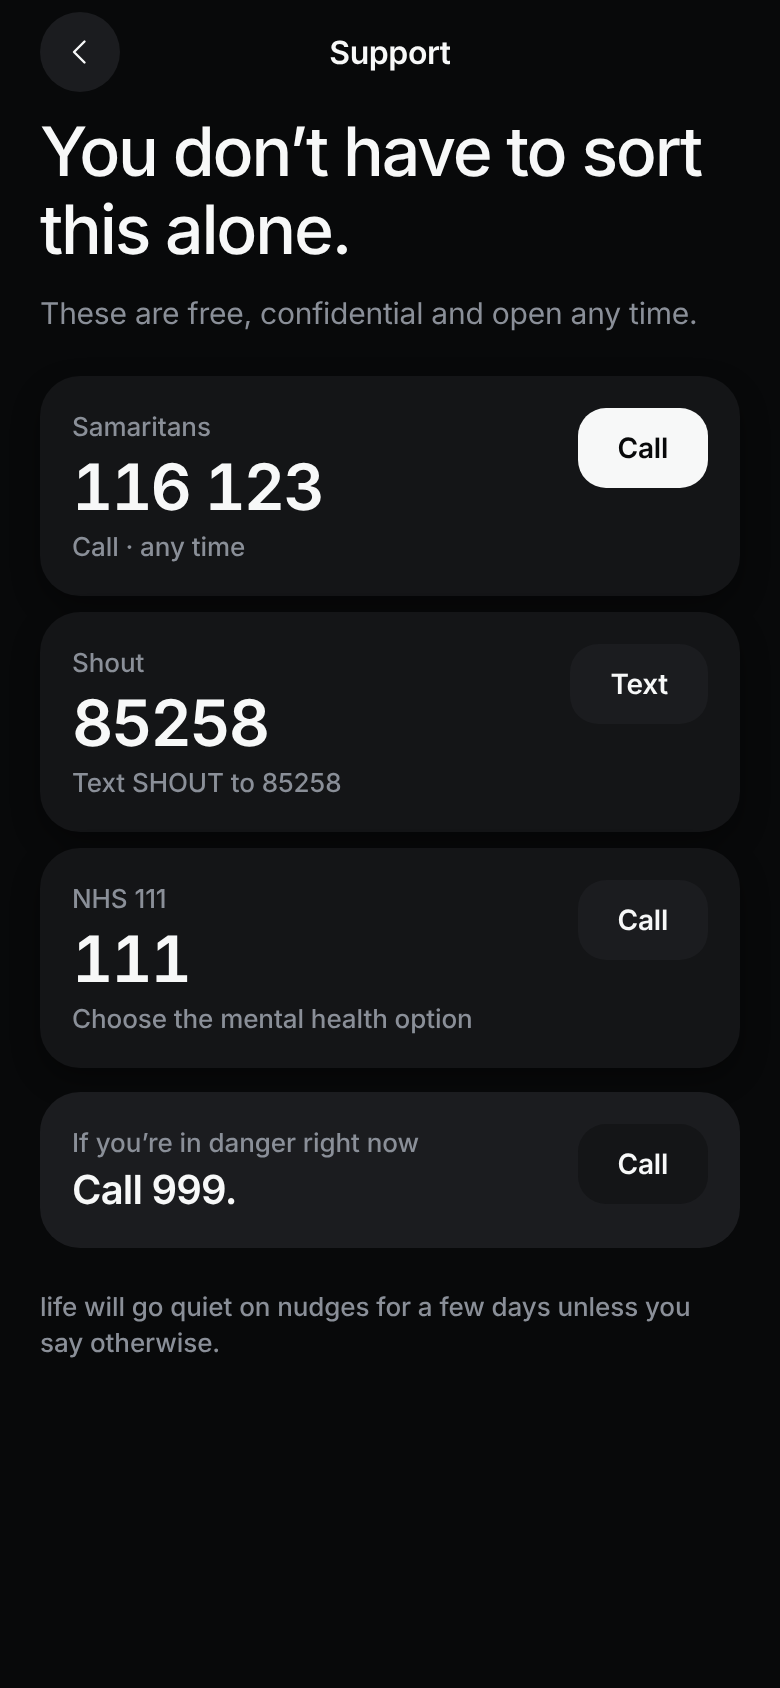 Support
You don’t have to sort
this alone.
These are free, confidential and open any time.
Samaritans
Call
116 123
Call · any time
Shout
Text
85258
Text SHOUT to 85258
NHS 111
Call
111
Choose the mental health option
If you’re in danger right now
Call
Call 999.
life will go quiet on nudges for a few days unless you
say otherwise.